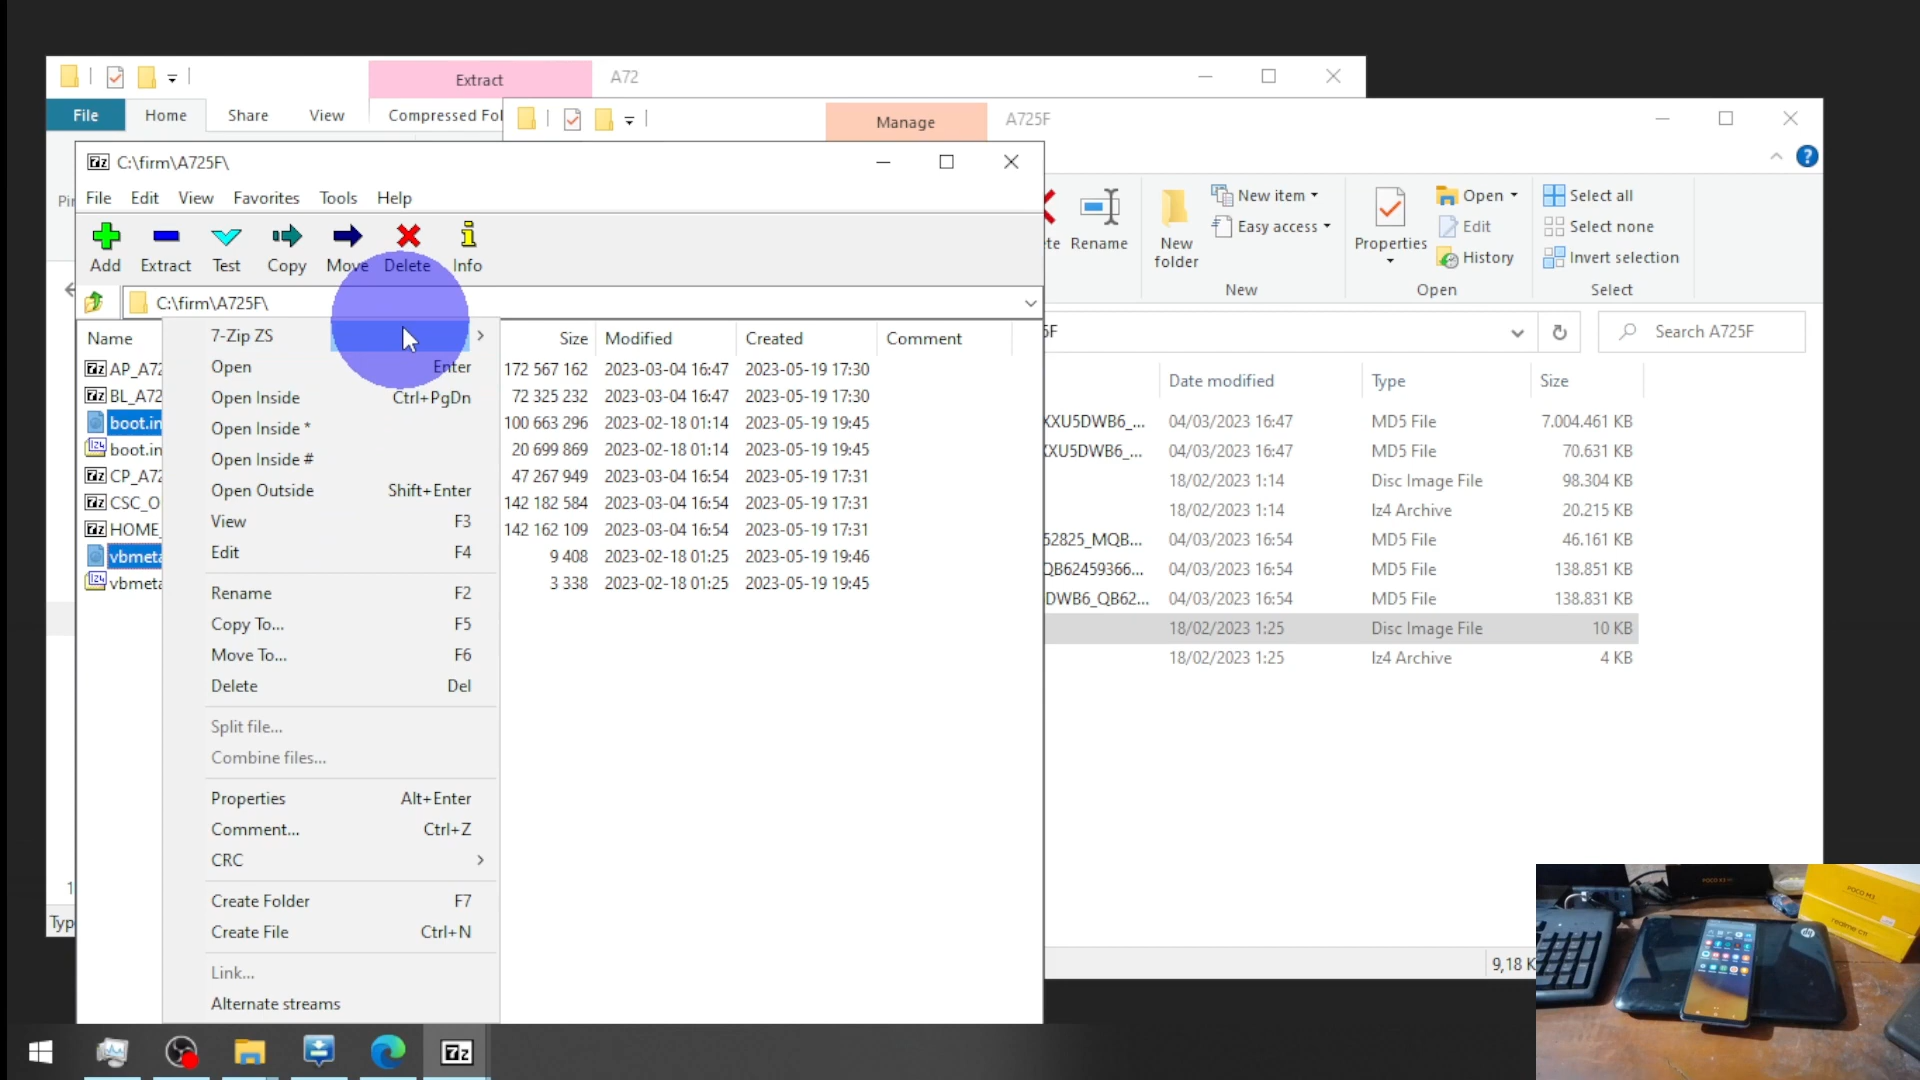 Extract
A72
File
Home
Share
View
Compressed Fol
Manage
A725F
C:\firm\A725F\
File Edit View Favorites Tools Help
Add Extract Test Copy Move Delete Info
C:\firm\A725F\
Rename
New folder
New item
Easy access
New
Properties
Open
Edit
History
Open
Select all
Select none
Invert selection
Select
5F
Search A725F
Name Size Modified Created Comment
AP_A72 172 567 162 2023-03-04 16:47 2023-05-19 17:30
BL_A72 72 325 232 2023-03-04 16:47 2023-05-19 17:30
boot.im 100 663 296 2023-02-18 01:14 2023-05-19 19:45
boot.im 20 699 869 2023-02-18 01:14 2023-05-19 19:45
CP_A72 47 267 949 2023-03-04 16:54 2023-05-19 17:31
CSC_O 142 182 584 2023-03-04 16:54 2023-05-19 17:31
HOME_ 142 162 109 2023-03-04 16:54 2023-05-19 17:31
vbmeta 9 408 2023-02-18 01:25 2023-05-19 19:46
vbmeta 3 338 2023-02-18 01:25 2023-05-19 19:45
7-Zip ZS
Open Enter
Open Inside Ctrl+PgDn
Open Inside *
Open Inside #
Open Outside Shift+Enter
View F3
Edit F4
Rename F2
Copy To... F5
Move To... F6
Delete Del
Split file...
Combine files...
Properties Alt+Enter
Comment... Ctrl+Z
CRC
Create Folder F7
Create File Ctrl+N
Link...
Alternate streams
Date modified Type Size
XXU5DWB6_... 04/03/2023 16:47 MD5 File 7.004.461 KB
XU5DWB6_... 04/03/2023 16:47 MD5 File 70.631 KB
18/02/2023 1:14 Disc Image File 98.304 KB
18/02/2023 1:14 lz4 Archive 20.215 KB
52825_MQB... 04/03/2023 16:54 MD5 File 46.161 KB
QB62459366... 04/03/2023 16:54 MD5 File 138.851 KB
DWB6_QB62... 04/03/2023 16:54 MD5 File 138.831 KB
18/02/2023 1:25 Disc Image File 10 KB
18/02/2023 1:25 lz4 Archive 4 KB
9,18 K
1
Typ
POCO M3
realme C11
hp
7z